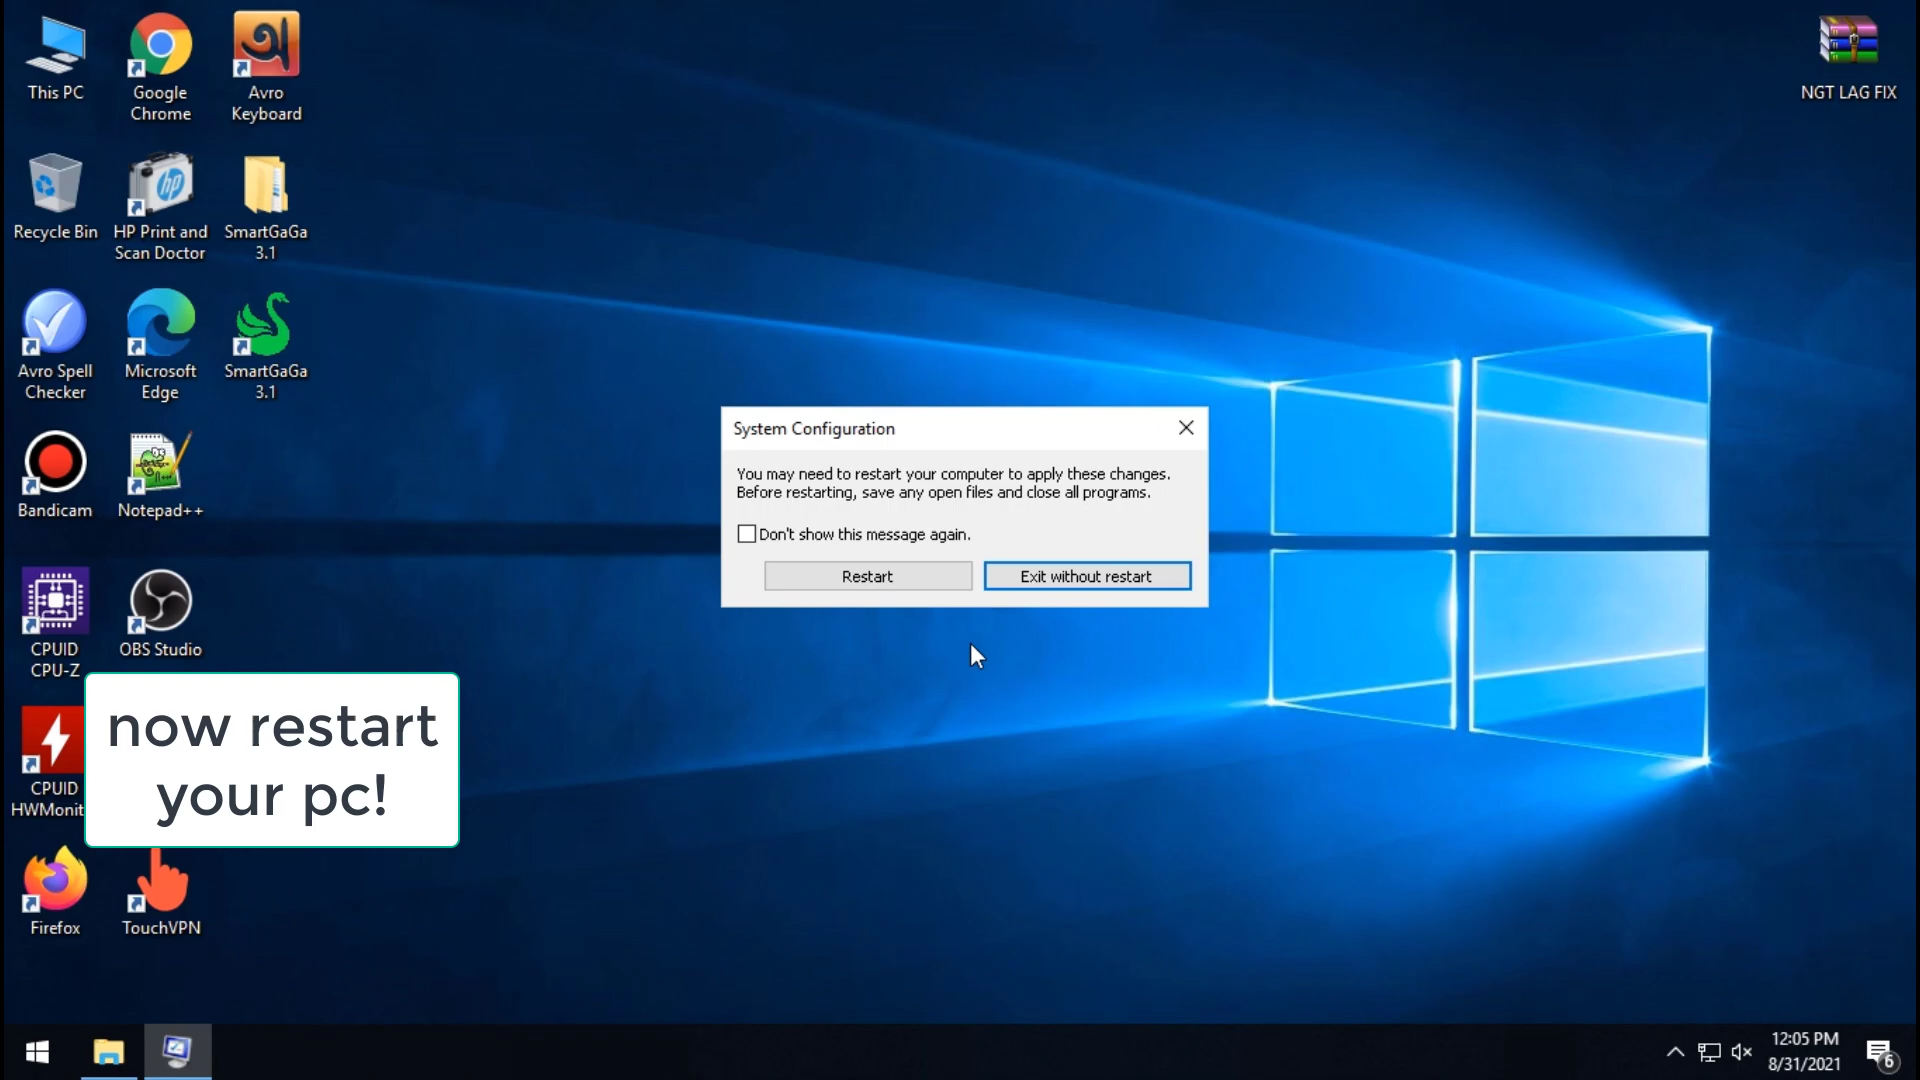 This PC
Google
Chrome
Avro
Keyboard
NGT LAG FIX
Recycle Bin
HP Print and
Scan Doctor
SmartGaGa
3.1
Avro Spell
Checker
Microsoft
Edge
SmartGaGa
3.1
Bandicam
Notepad++
CPUID
CPU-Z
OBS Studio
CPUID
HWMonit
Firefox
TouchVPN
System Configuration
You may need to restart your computer to apply these changes.
Before restarting, save any open files and close all programs.
Don't show this message again.
Restart
Exit without restart
now restart
your pc!
12:05 PM
8/31/2021
6